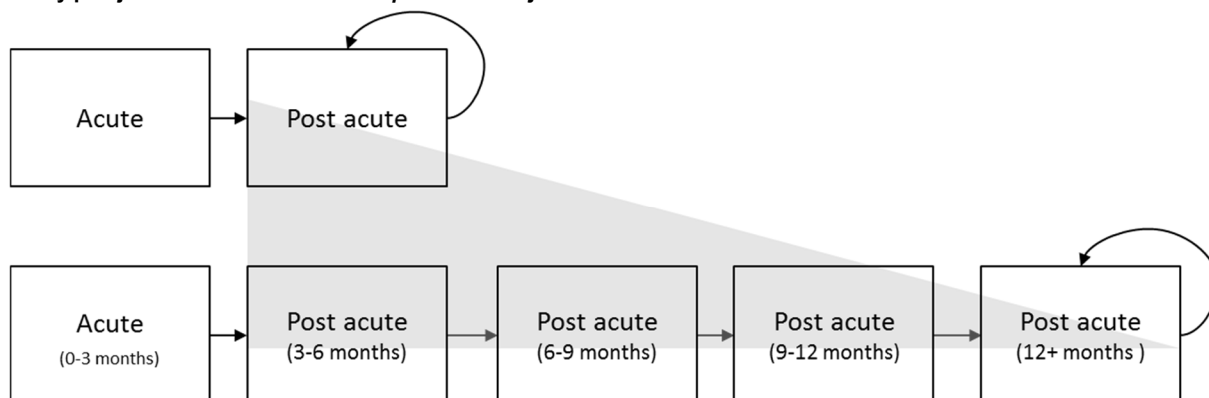 Acute
Post acute
Acute
(0-3 months)
Post acute
(3-6 months)
Post acute
(6-9 months)
Post acute
(9-12 months)
Post acute
(12+ months )